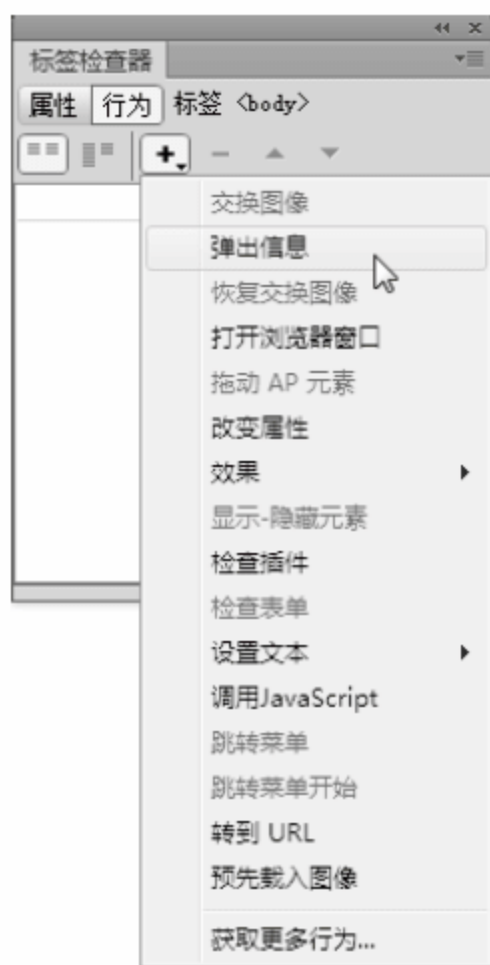 标签检查器
属性 行为 标签 <body>
交换图像
弹出信息
恢复交换图像
打开浏览器窗口
拖动 AP 元素
改变属性
效果
显示-隐藏元素
检查插件
检查表单
设置文本
调用JavaScript
跳转菜单
跳转菜单开始
转到 URL
预先载入图像
获取更多行为...